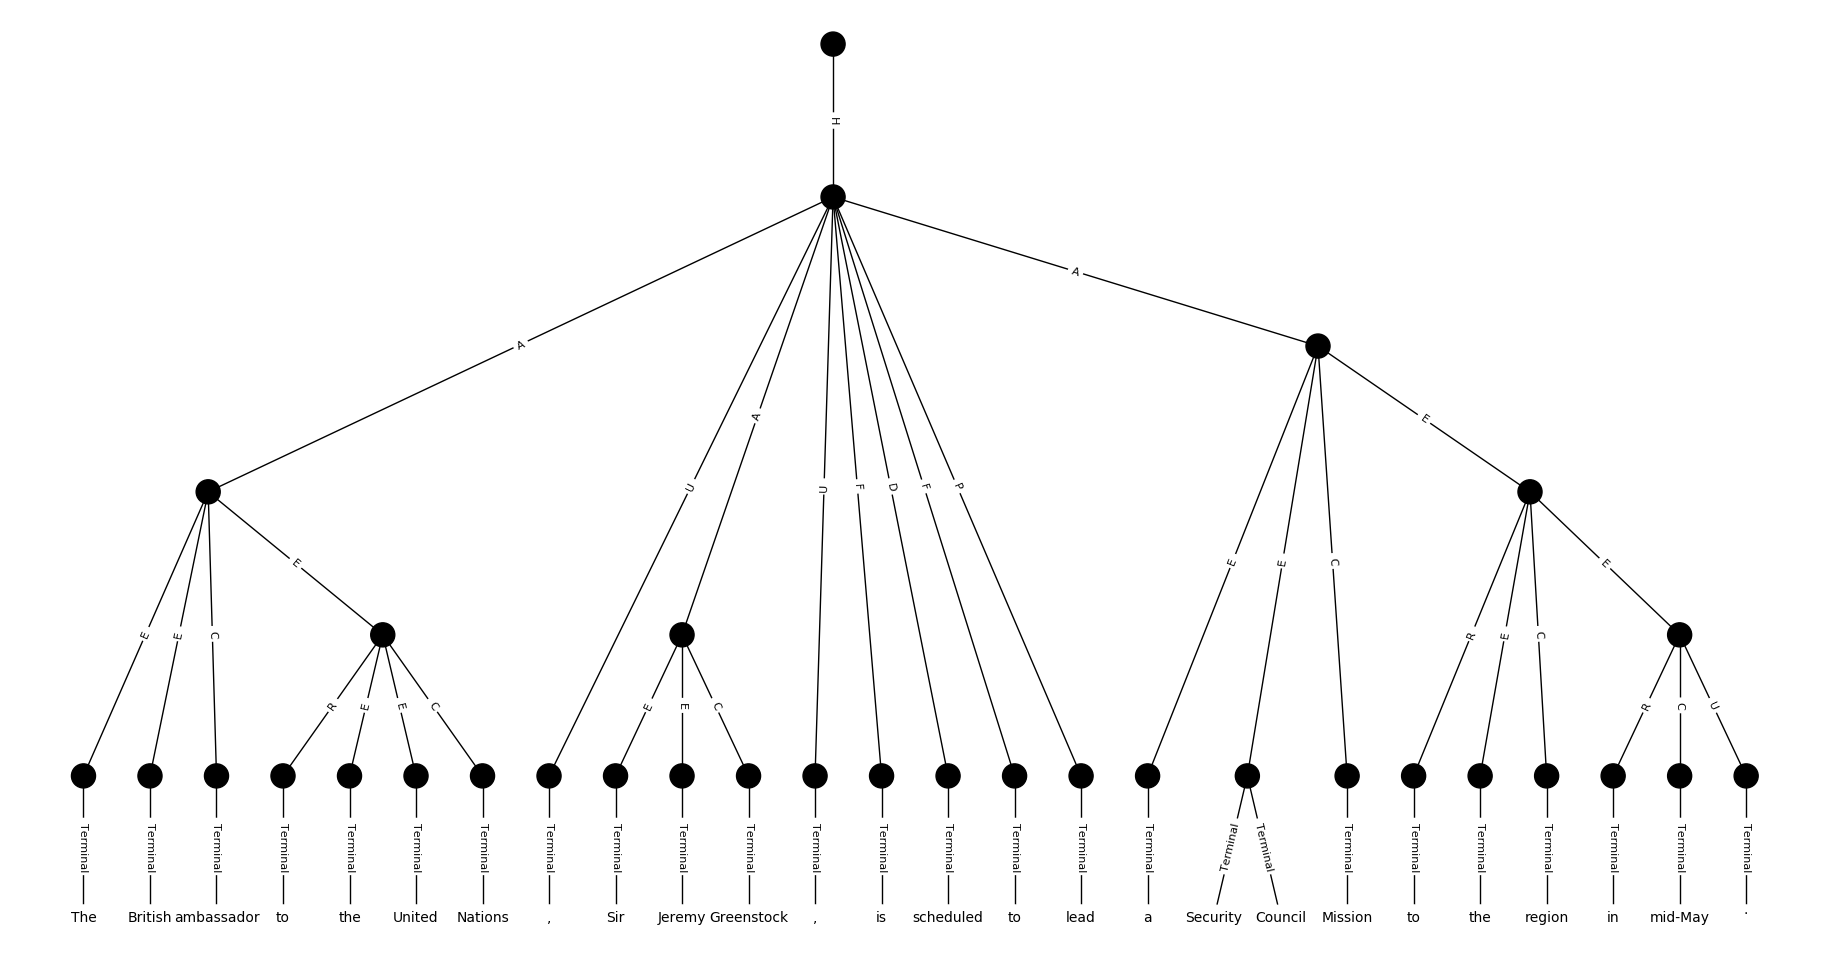 H
A
A
A
E
U
A
U
F
D
F
P
E
E
E
C
E
E
E
C
R
E
C
R
E
E
C
E
E
C
R
C
U
Terminal Terminal Terminal Terminal Terminal Terminal Terminal Terminal Terminal Terminal Terminal Terminal Terminal Terminal Terminal Terminal Terminal Terminal Terminal Terminal Terminal Terminal Terminal Terminal Terminal Terminal
The British ambassador to the United Nations , Sir Jeremy Greenstock , is scheduled to lead a Security Council Mission to the region in mid-May .